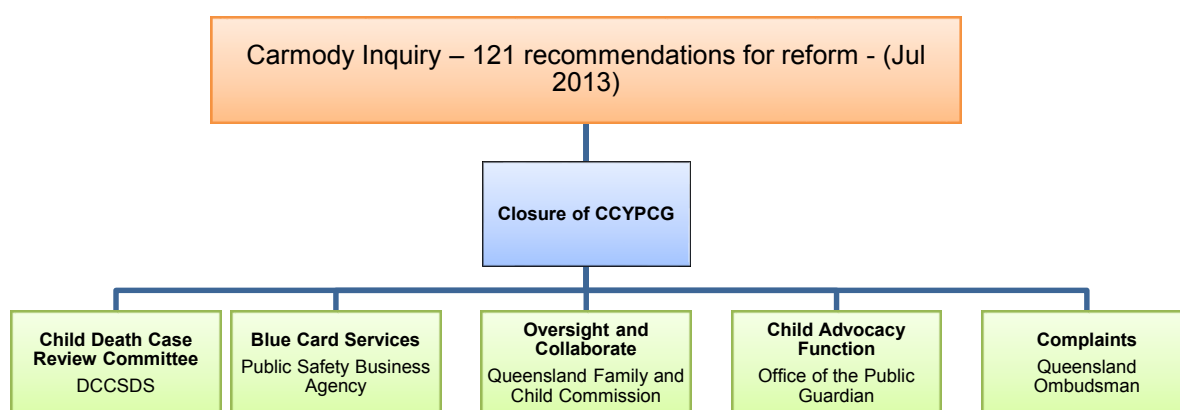 Carmody Inquiry – 121 recommendations for reform - (Jul
2013)
Closure of CCYPCG
Child Death Case
Review Committee
DCCSDS
Blue Card Services
Public Safety Business
Agency
Oversight and
Collaborate
Queensland Family and
Child Commission
Child Advocacy
Function
Office of the Public
Guardian
Complaints
Queensland
Ombudsman